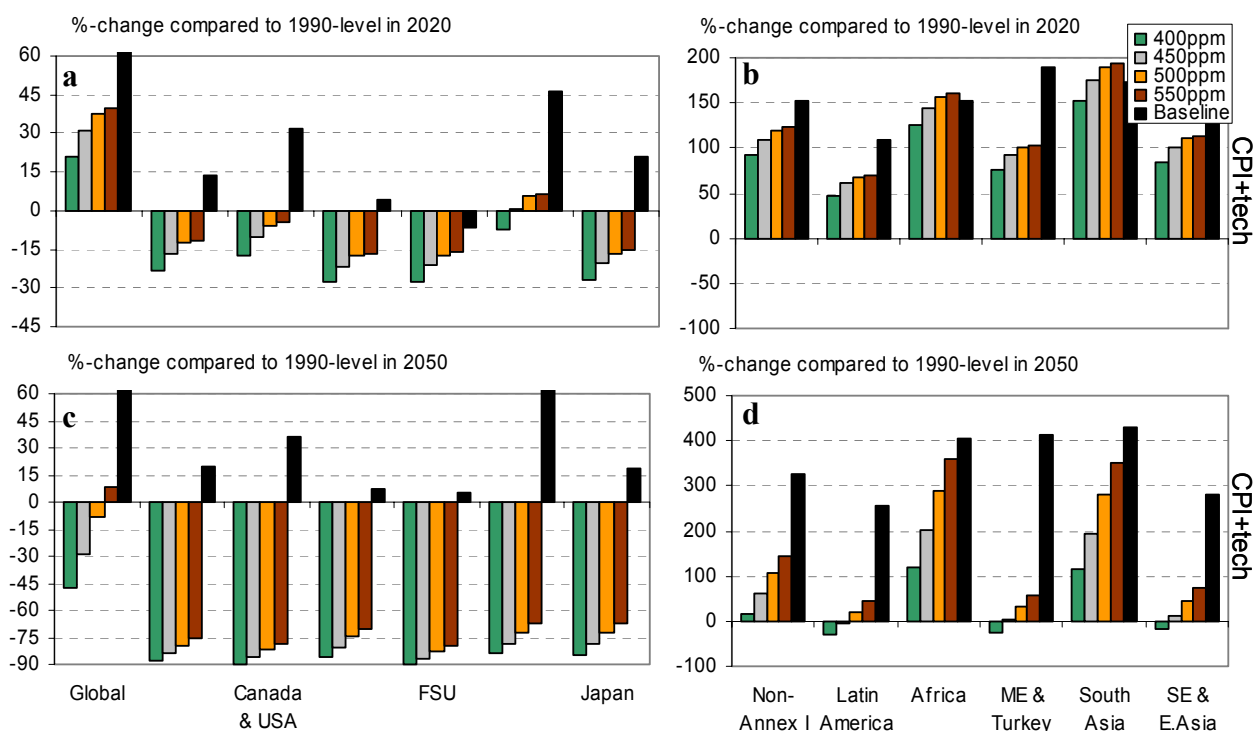 %-change compared to 1990-level in 2020
60
45
30
15
0
-15
-30
-45
a
%-change compared to 1990-level in 2020
200
150
100
50
0
-50
-100
b
400ppm
450ppm
500ppm
550ppm
Baseline
CPI+tech
%-change compared to 1990-level in 2050
60
45
30
15
0
-15
-30
-45
-60
-75
-90
c
Global
Canada
& USA
FSU
Japan
%-change compared to 1990-level in 2050
500
400
300
200
100
0
-100
d
CPI+tech
Non-
Annex I
Latin
America
Africa
ME &
Turkey
South
Asia
SE &
E.Asia